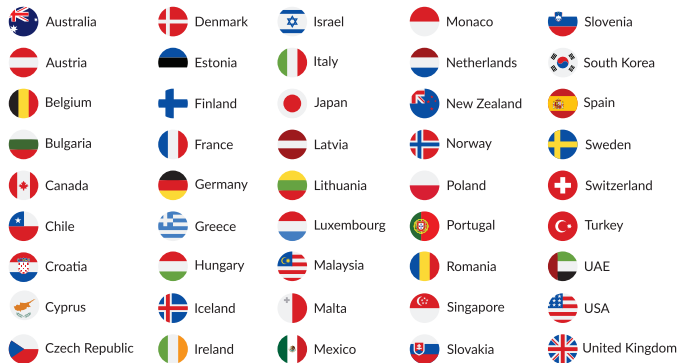 Australia
Austria
Belgium
Bulgaria
Canada
Chile
Croatia
Cyprus
Czech Republic
Denmark
Estonia
Finland
France
Germany
Greece
Hungary
Iceland
Ireland
Israel
Italy
Japan
Latvia
Lithuania
Luxembourg
Malaysia
Malta
Mexico
Monaco
Netherlands
New Zealand
Norway
Poland
Portugal
Romania
Singapore
Slovakia
Slovenia
South Korea
Spain
Sweden
Switzerland
Turkey
UAE
USA
United Kingdom